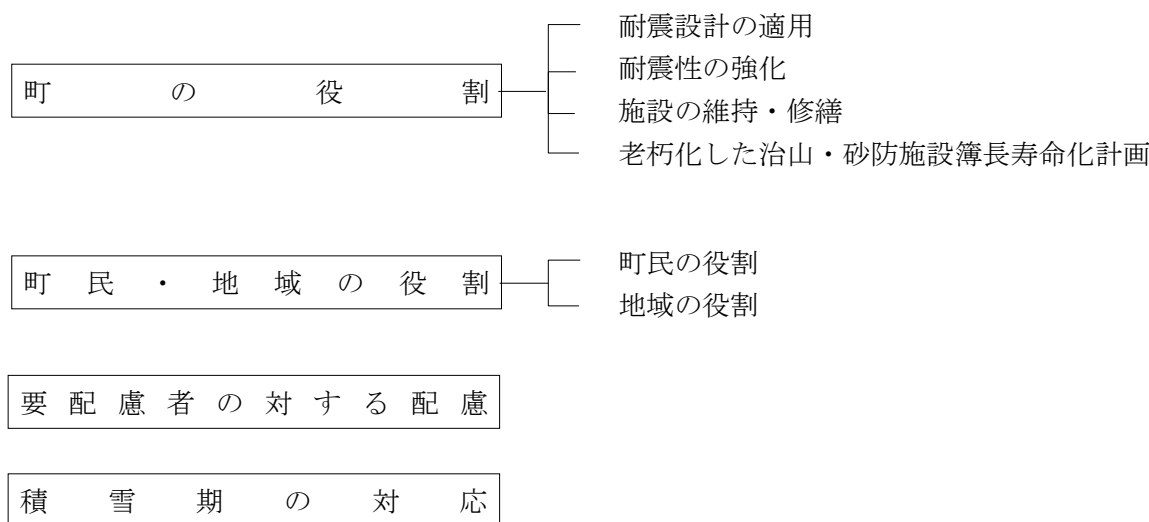 町の役割
耐震設計の適用
耐震性の強化
施設の維持・修繕
老朽化した治山・砂防施設簿長寿命化計画
町民・地域の役割
町民の役割
地域の役割
要配慮者の対する配慮
積雪期の対応